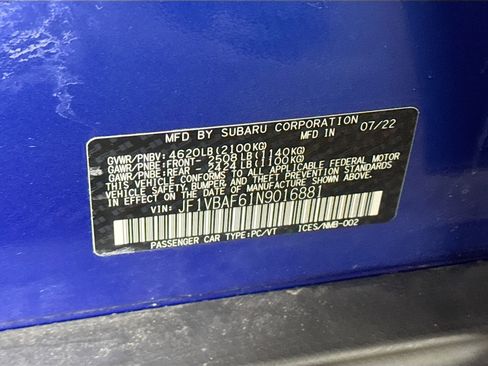 MFD BY SUBARU CORPORATION 07/22
GVWR/PNBV: 4620LB(2100KG)
GAWR/PNBE:FRONT- 2508LB(1140KG)
GAWR/PNBE:REAR - 2424LB(1100KG)
THIS VEHICLE CONFORMS TO ALL APPLICABLE FEDERAL MOTOR
VEHICLE SAFETY, BUMPER, AND THEFT PREVENTION STANDARDS
IN EFFECT ON THE DATE OF MANUFACTURE SHOWN ABOVE.
VIN: JF1VBAF61N9016881
PASSENGER CAR TYPE:PC/VT ICES/NMB-002